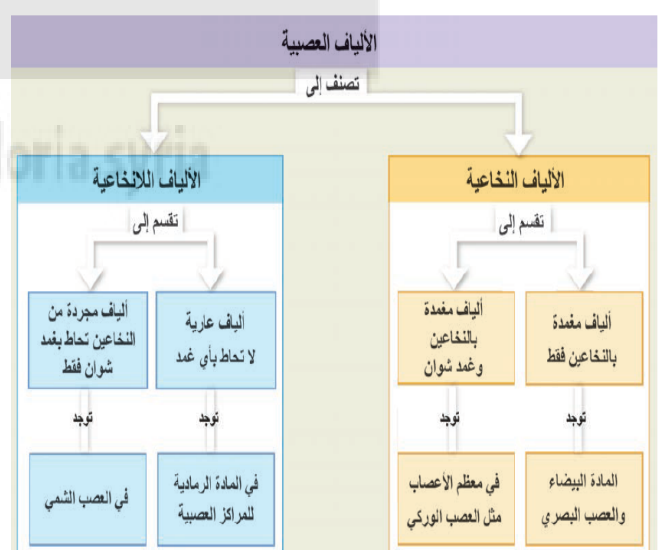 الألياف العصبية
تصنف إلى
الألياف النخاعية
تقسم إلى
ألياف مغمدة
بالنخاعين فقط
توجد
المادة البيضاء
والعصب البصري
ألياف مغمدة
بالنخاعين
وغمد شوان
توجد
في معظم الأعصاب
مثل العصب الوركي
الألياف اللانخاعية
تقسم إلى
ألياف عارية
لا تحاط بأي غمد
توجد
في المادة الرمادية
للمراكز العصبية
ألياف مجردة من
النخاعين تحاط بغمد
شوان فقط
توجد
في العصب الشمي